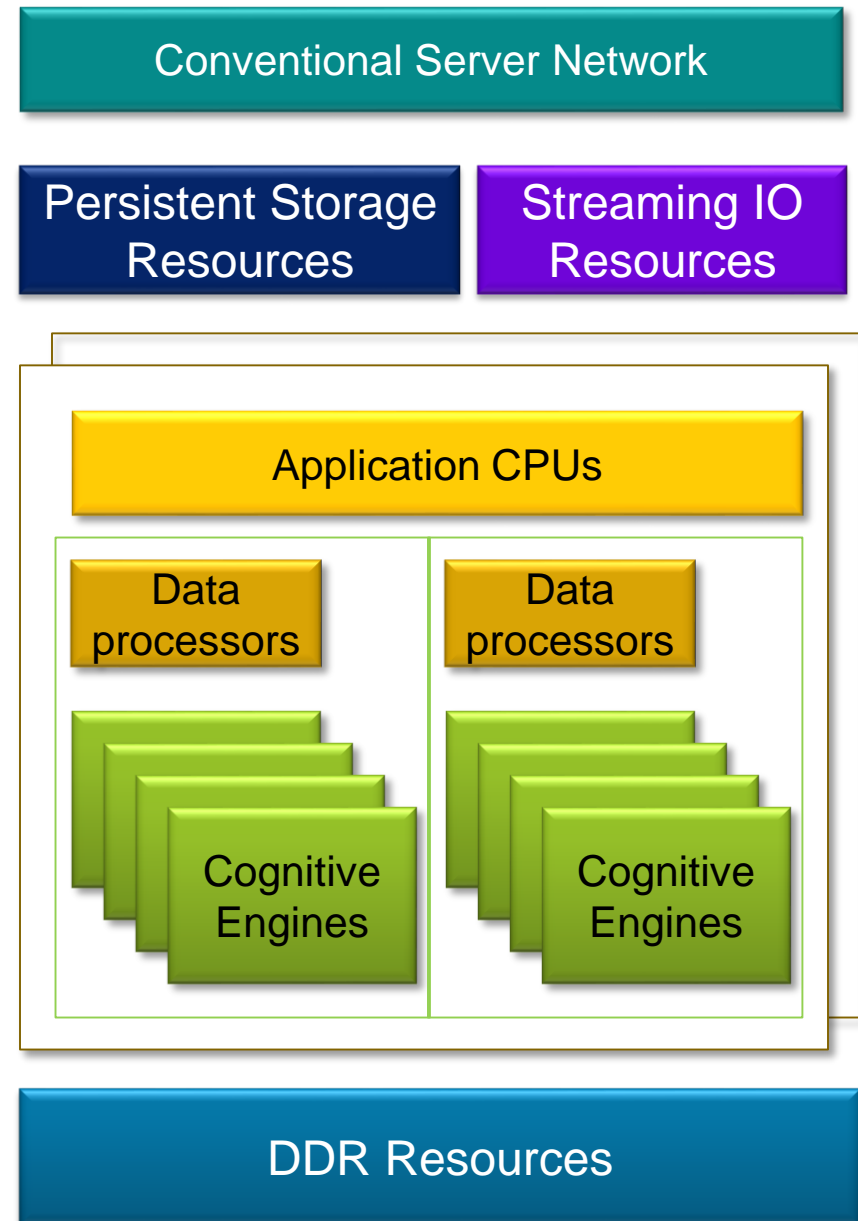 Conventional Server Network
Persistent Storage
Resources
Streaming IO
Resources
Application CPUs
Data
processors
Data
processors
Cognitive
Engines
Cognitive
Engines
DDR Resources